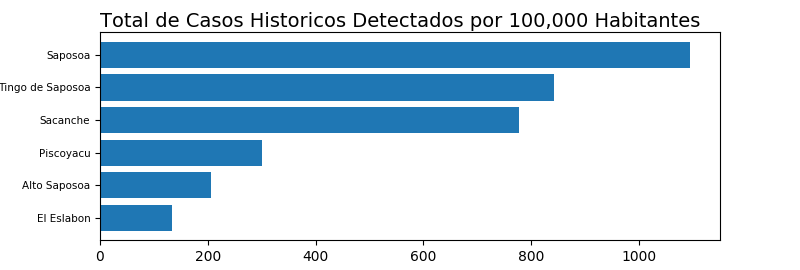 Total de Casos Historicos Detectados por 100,000 Habitantes
Saposoa
Tingo de Saposoa
Sacanche
Piscoyacu
Alto Saposoa
El Eslabon
0 200 400 600 800 1000